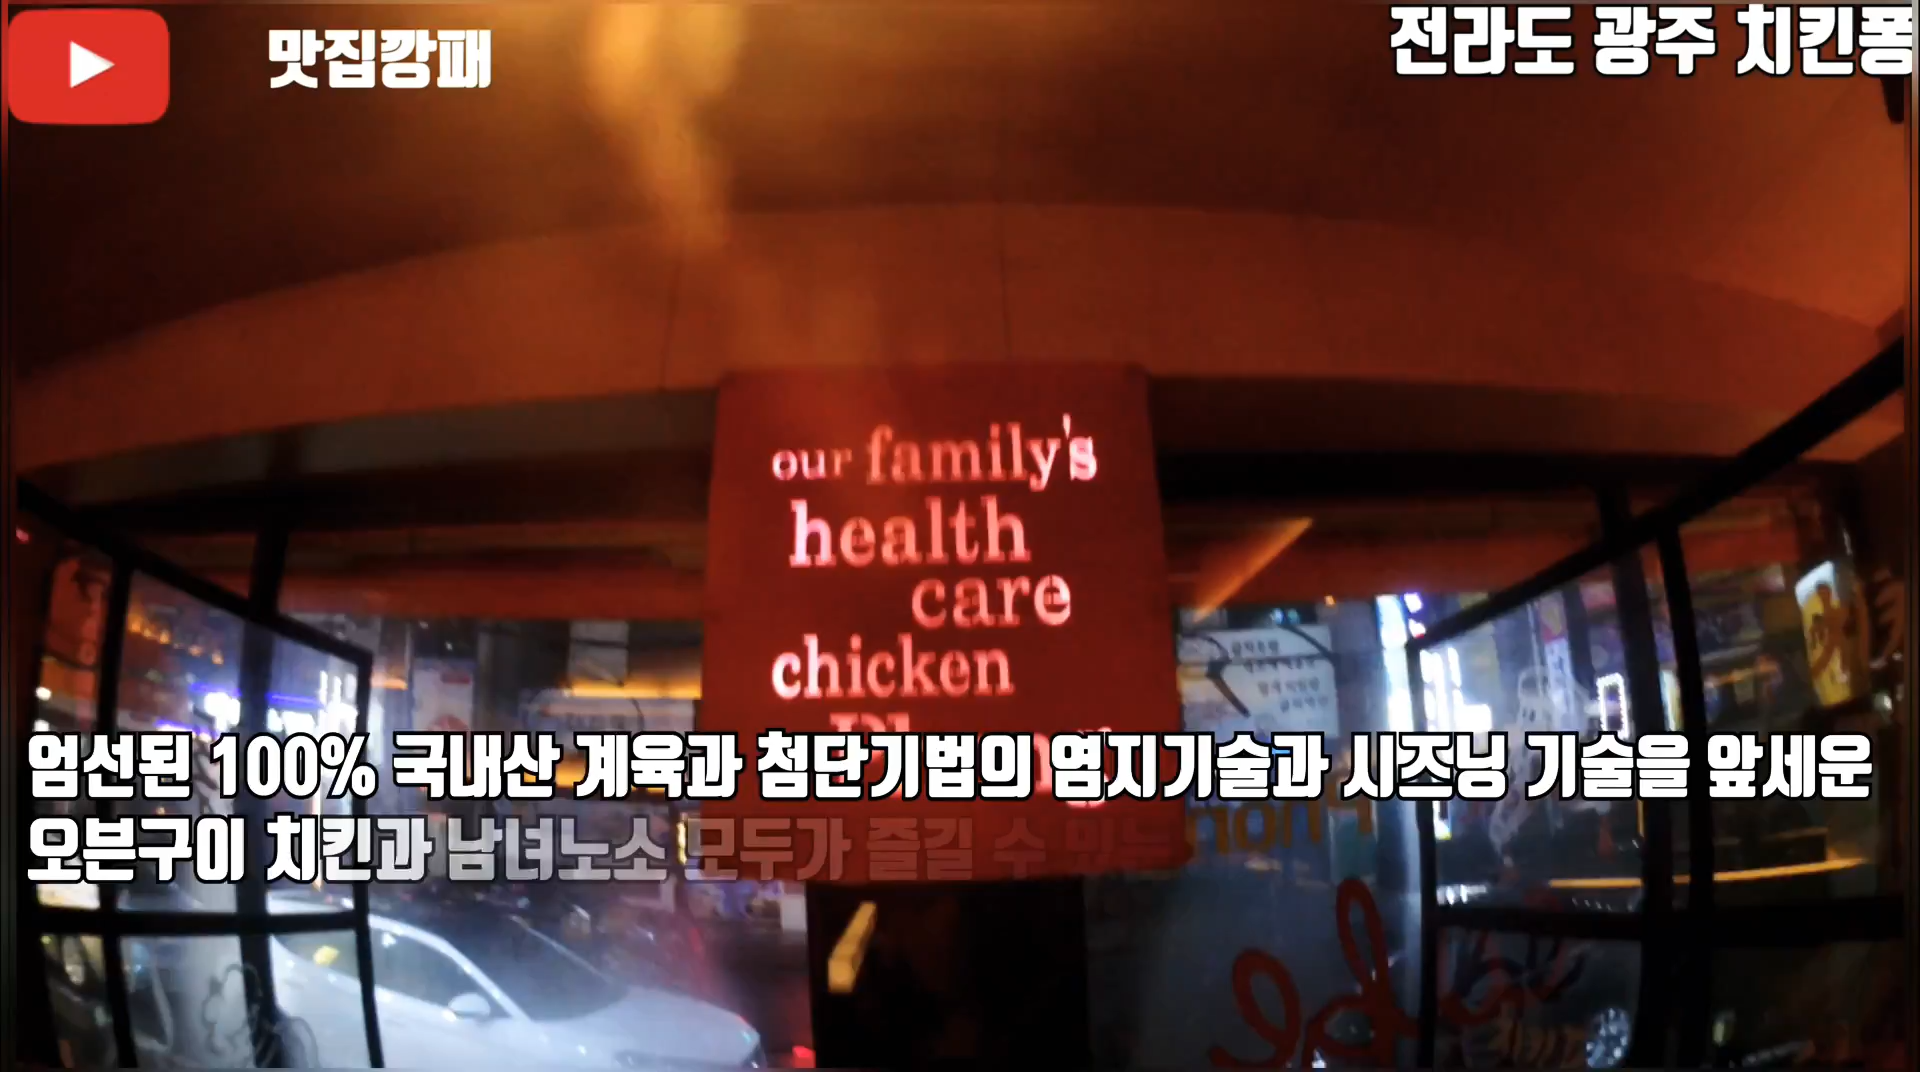 맛집깡패
전라도 광주 치킨퐁
our family's
health
care
chicken
엄선된 100% 국내산 계육과 첨단기법의 염지기술과 시즈닝 기술을 앞세운
오븐구이 치킨과 남녀노소 모두가 즐길 수 있는